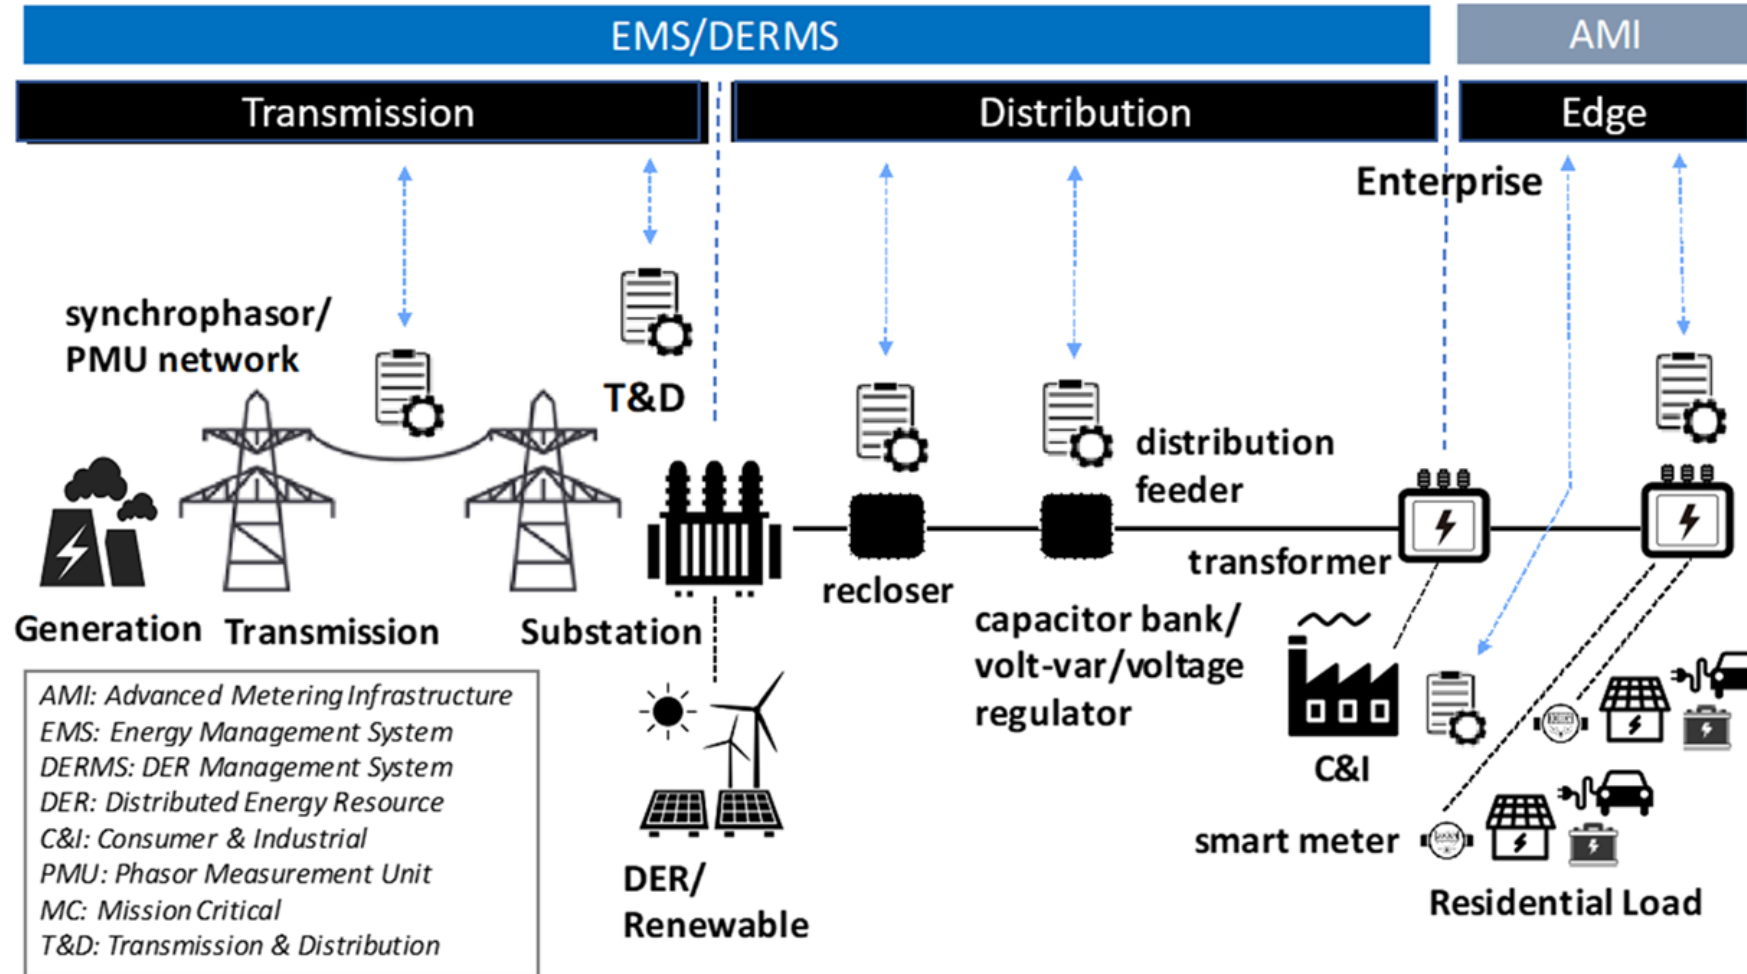 EMS/DERMS
AMI
Transmission
Distribution
Edge
Enterprise
synchrophasor/
PMU network
T&D
distribution
feeder
transformer
recloser
Generation
Transmission
Substation
capacitor bank/
volt-var/voltage
regulator
C&I
smart meter
DER/
Renewable
Residential Load
AMI: Advanced Metering Infrastructure
EMS: Energy Management System
DERMS: DER Management System
DER: Distributed Energy Resource
C&I: Consumer & Industrial
PMU: Phasor Measurement Unit
MC: Mission Critical
T&D: Transmission & Distribution